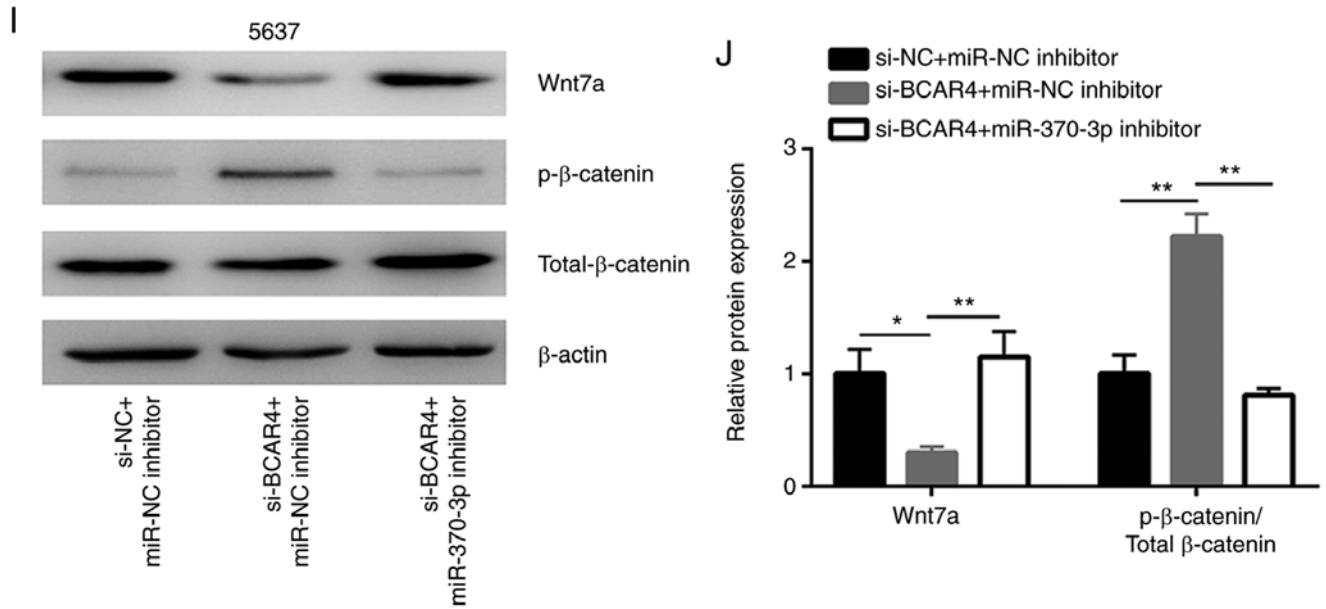 I
5637
Wnt7a
p-β-catenin
Total-β-catenin
β-actin
si-NC+
miR-NC inhibitor
si-BCAR4+
miR-NC inhibitor
si-BCAR4+
miR-370-3p inhibitor
J
si-NC+miR-NC inhibitor
si-BCAR4+miR-NC inhibitor
si-BCAR4+miR-370-3p inhibitor
Relative protein expression
3
2
1
0
*
**
**
**
Wnt7a
p-β-catenin/
Total β-catenin